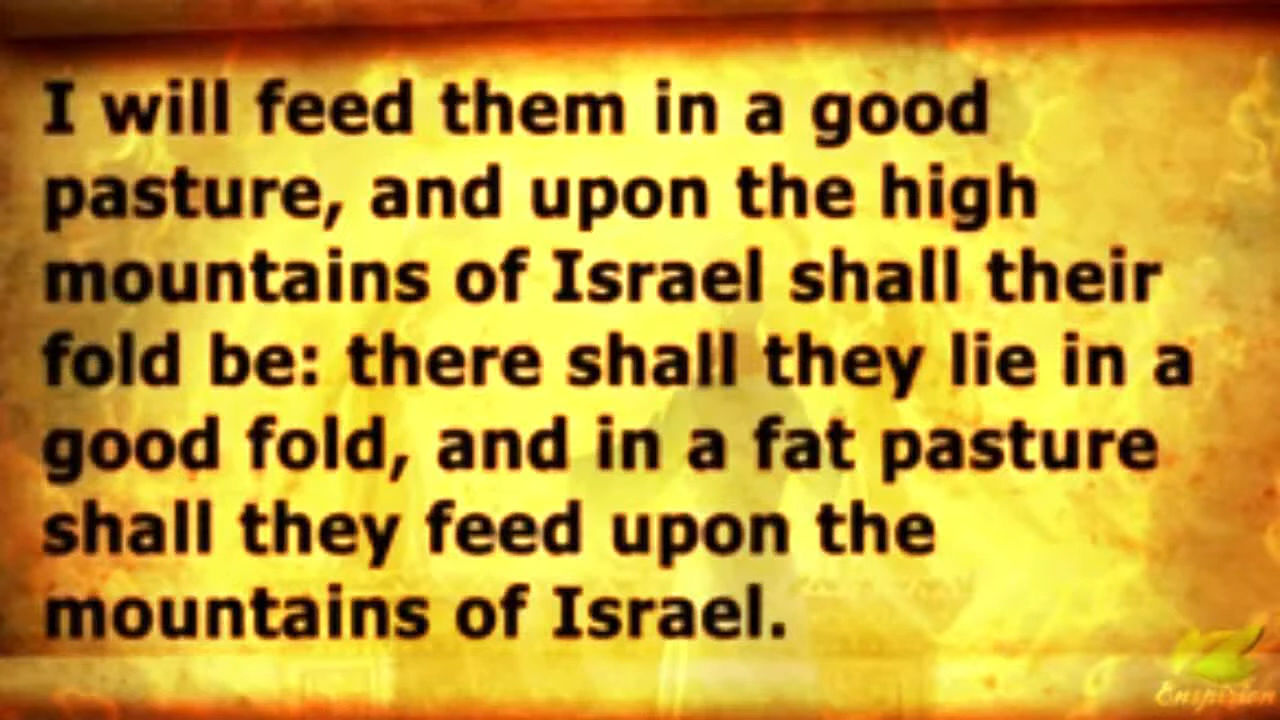 I will feed them in a good
pasture, and upon the high
mountains of Israel shall their
fold be: there shall they lie in a
good fold, and in a fat pasture
shall they feed upon the
mountains of Israel.